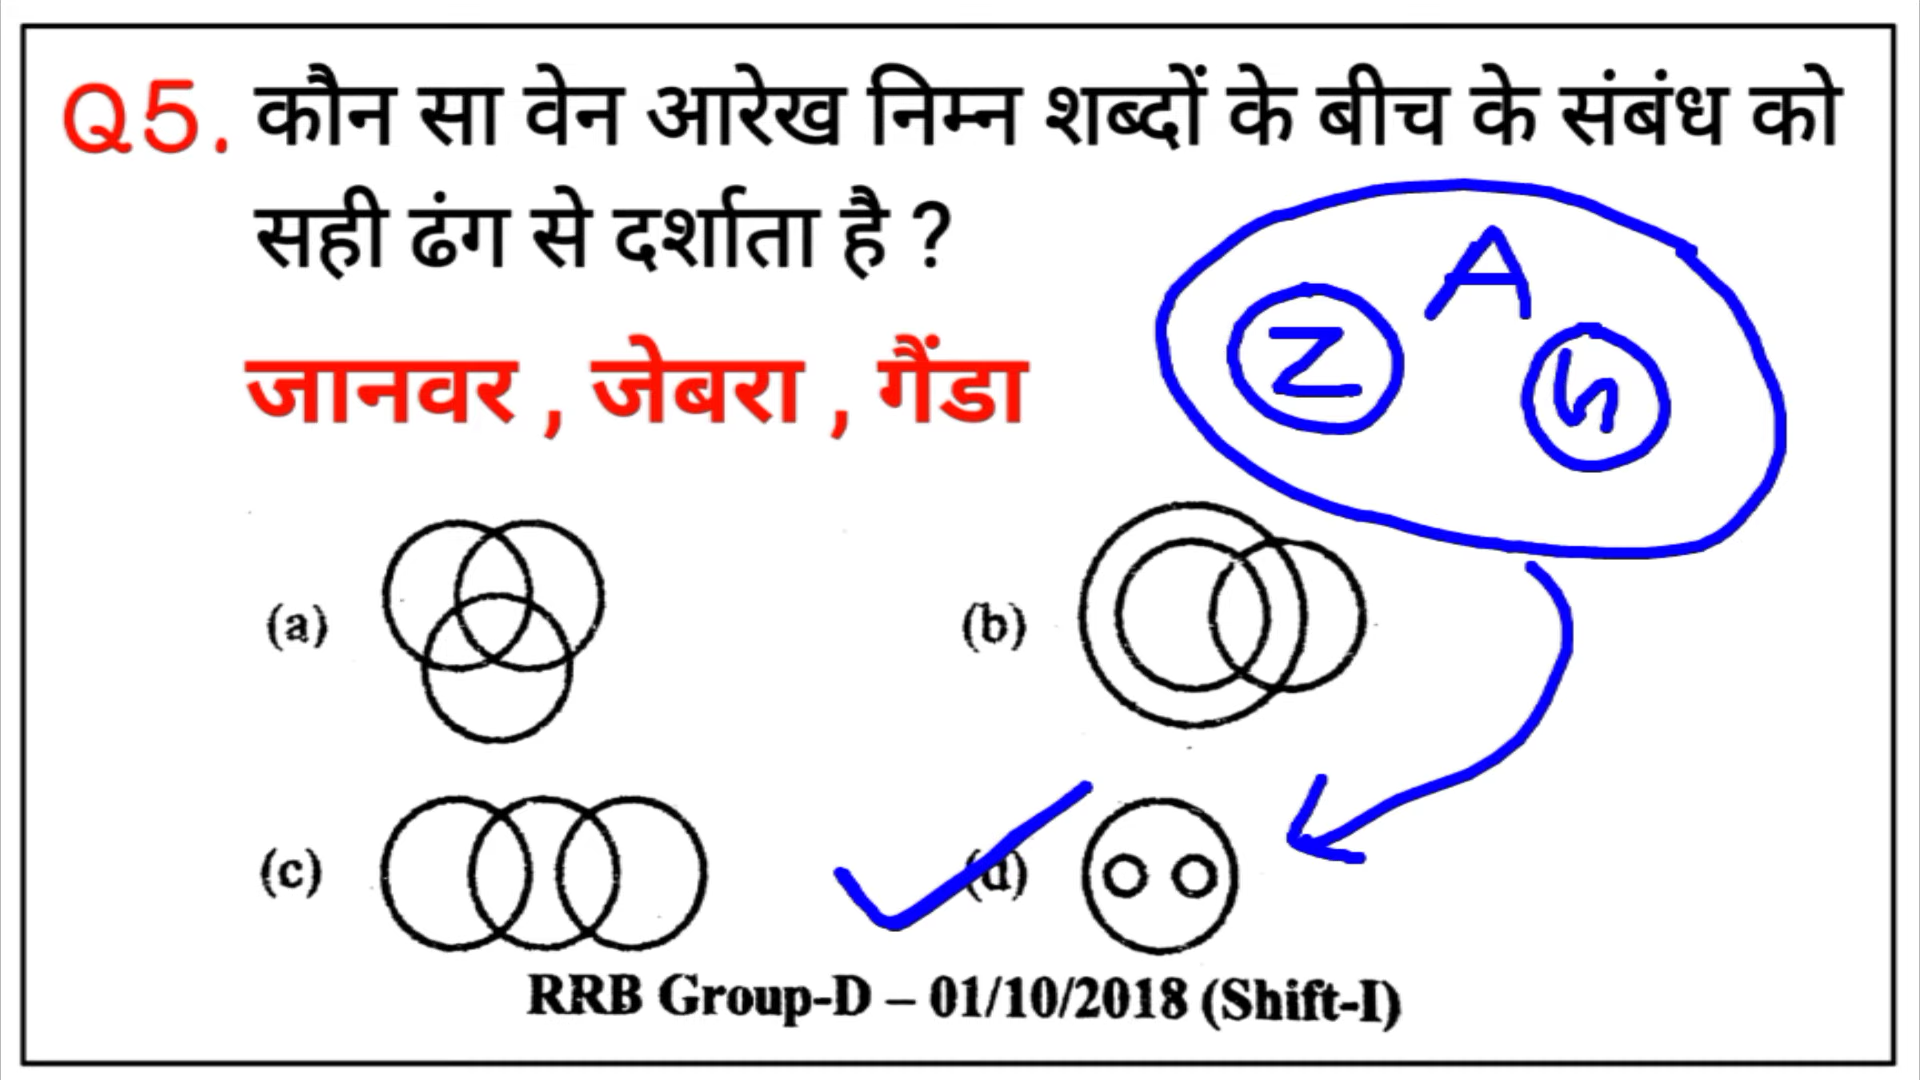 Q5. कौन सा वेन आरेख निम्न शब्दों के बीच के संबंध को
सही ढंग से दर्शाता है ?
जानवर , जेबरा , गैंडा
A
Z
(a)
(b)
(c)
(d)
RRB Group-D – 01/10/2018 (Shift-I)